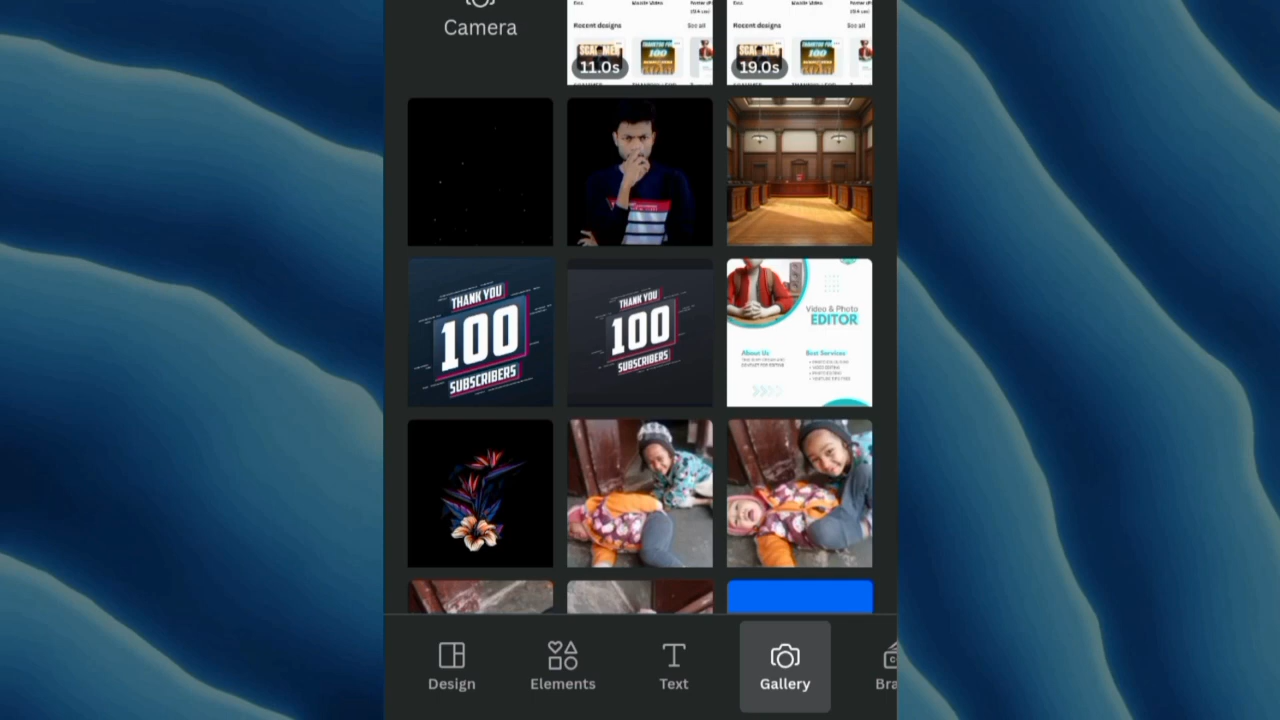 Camera
Recent designs
See all
Recent designs
See all
11.0s
19.0s
THANK YOU
100
SUBSCRIBERS
THANK YOU
100
SUBSCRIBERS
Video & Photo
EDITOR
About Us
Best Services
Design
Elements
Text
Gallery
Bra